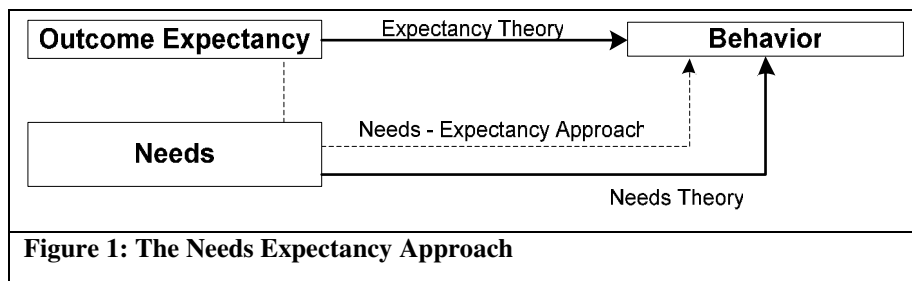 Outcome Expectancy
Expectancy Theory
Behavior
Needs - Expectancy Approach
Needs
Needs Theory
Figure 1: The Needs Expectancy Approach